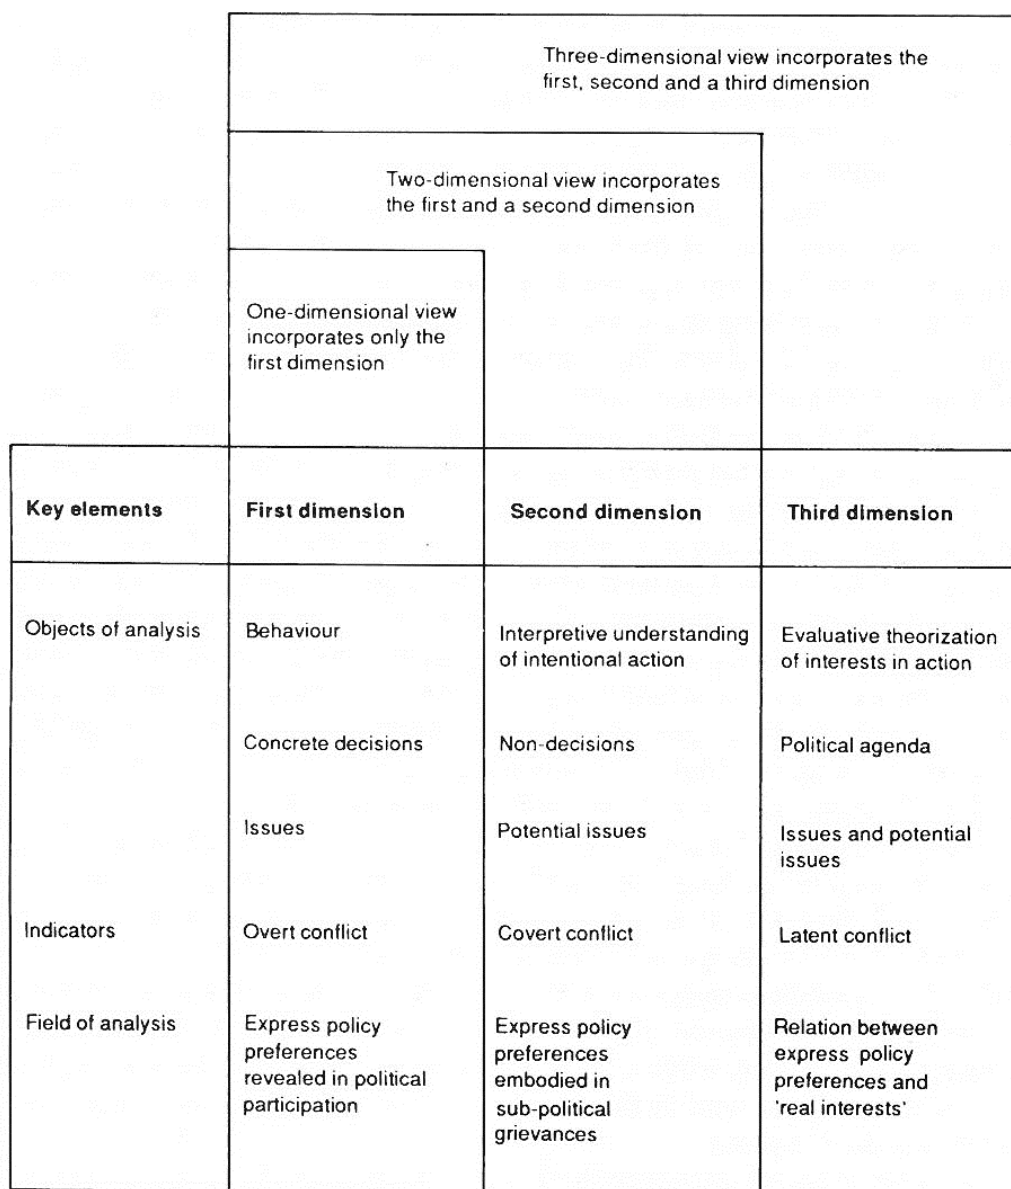 Three-dimensional view incorporates the
first, second and a third dimension
Two-dimensional view incorporates
the first and a second dimension
One-dimensional view
incorporates only the
first dimension
Key elements
First dimension
Second dimension
Third dimension
Objects of analysis
Behaviour
Interpretive understanding
of intentional action
Evaluative theorization
of interests in action
Concrete decisions
Non-decisions
Political agenda
Issues
Potential issues
Issues and potential
issues
Indicators
Overt conflict
Covert conflict
Latent conflict
Field of analysis
Express policy
preferences
revealed in political
participation
Express policy
preferences
embodied in
sub-political
grievances
Relation between
express policy
preferences and
'real interests'